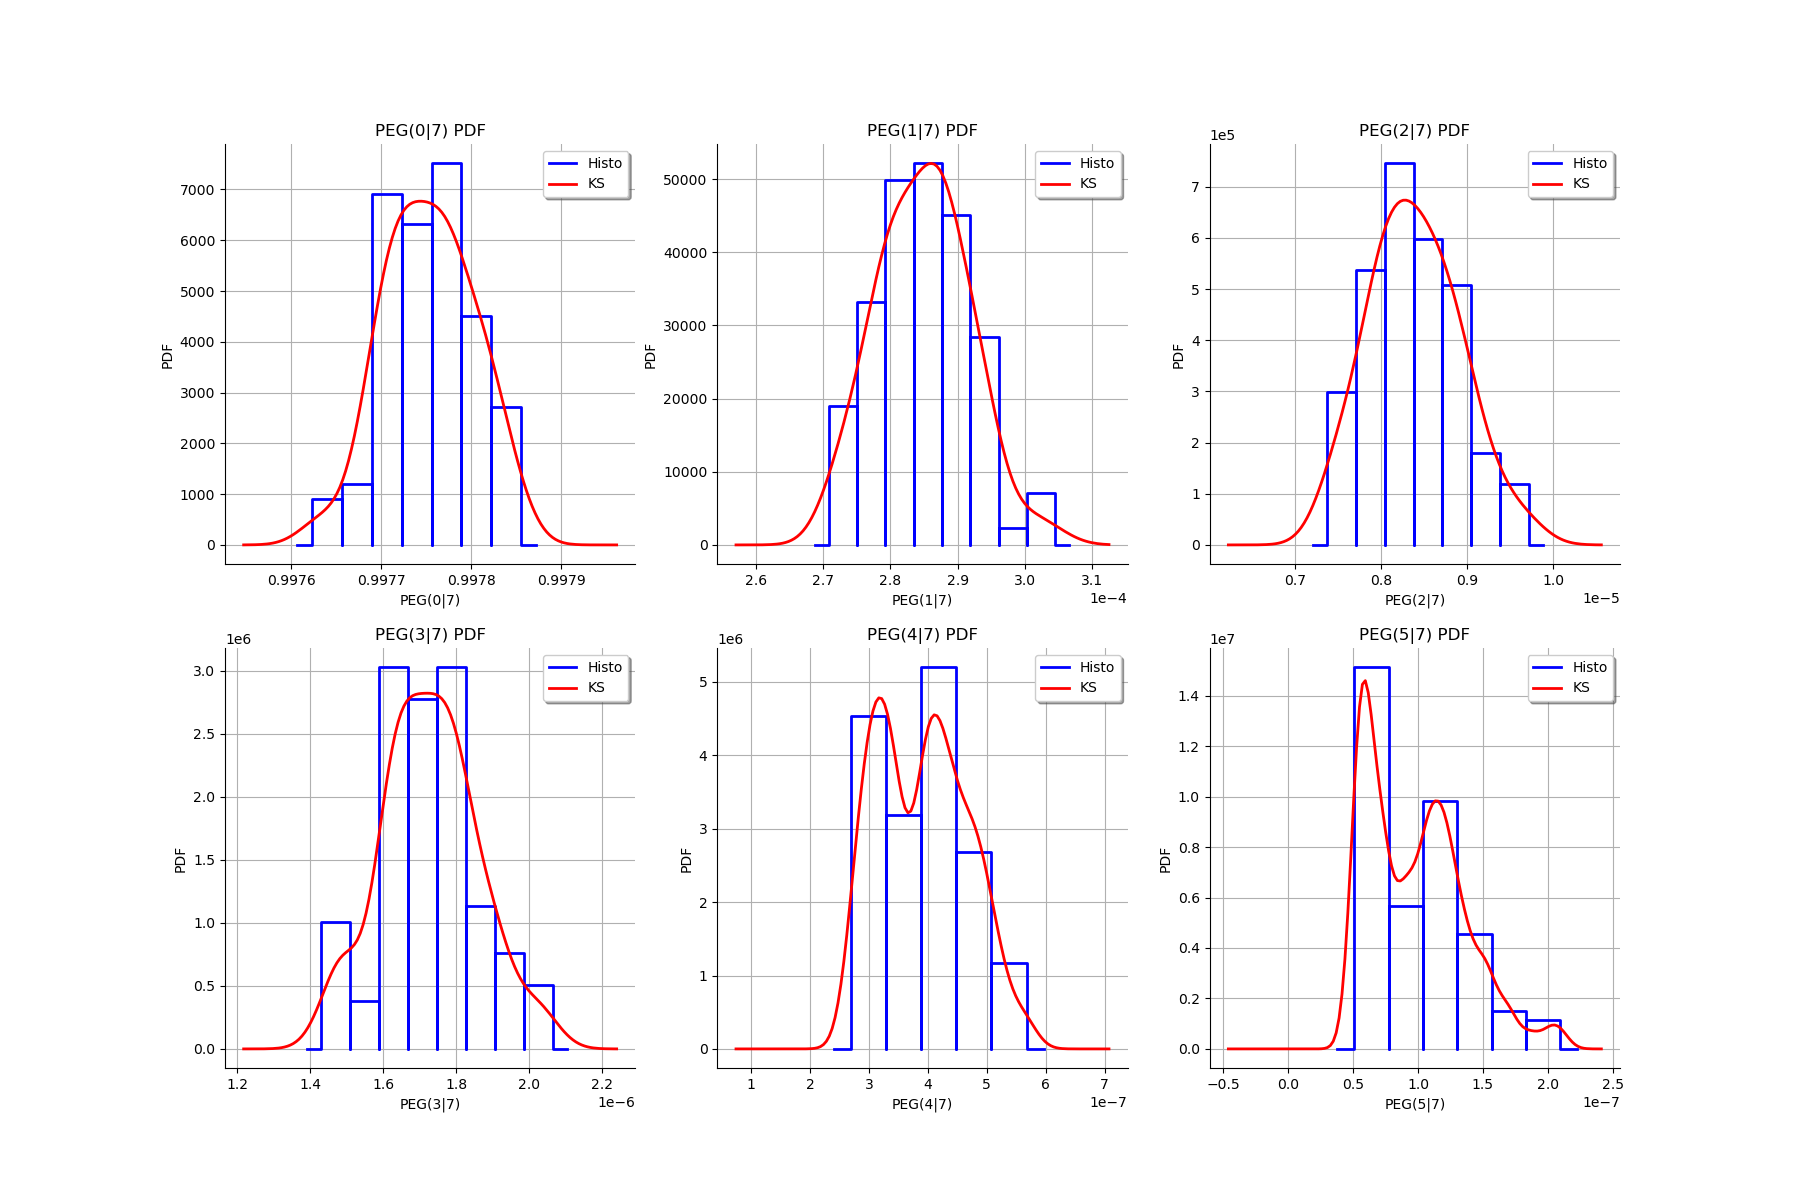 PEG(0|7) PDF
Histo
KS
PDF
7000
6000
5000
4000
3000
2000
1000
0
0.9976 0.9977 0.9978 0.9979
PEG(0|7)
PEG(1|7) PDF
Histo
KS
PDF
50000
40000
30000
20000
10000
0
2.6 2.7 2.8 2.9 3.0 3.1
PEG(1|7)
1e−4
PEG(2|7) PDF
1e5
Histo
KS
PDF
7
6
5
4
3
2
1
0
0.7 0.8 0.9 1.0
PEG(2|7)
1e−5
PEG(3|7) PDF
1e6
Histo
KS
PDF
3.0
2.5
2.0
1.5
1.0
0.5
0.0
1.2 1.4 1.6 1.8 2.0 2.2
PEG(3|7)
1e−6
PEG(4|7) PDF
1e6
Histo
KS
PDF
5
4
3
2
1
0
1 2 3 4 5 6 7
PEG(4|7)
1e−7
PEG(5|7) PDF
1e7
Histo
KS
PDF
1.4
1.2
1.0
0.8
0.6
0.4
0.2
0.0
−0.5 0.0 0.5 1.0 1.5 2.0 2.5
PEG(5|7)
1e−7